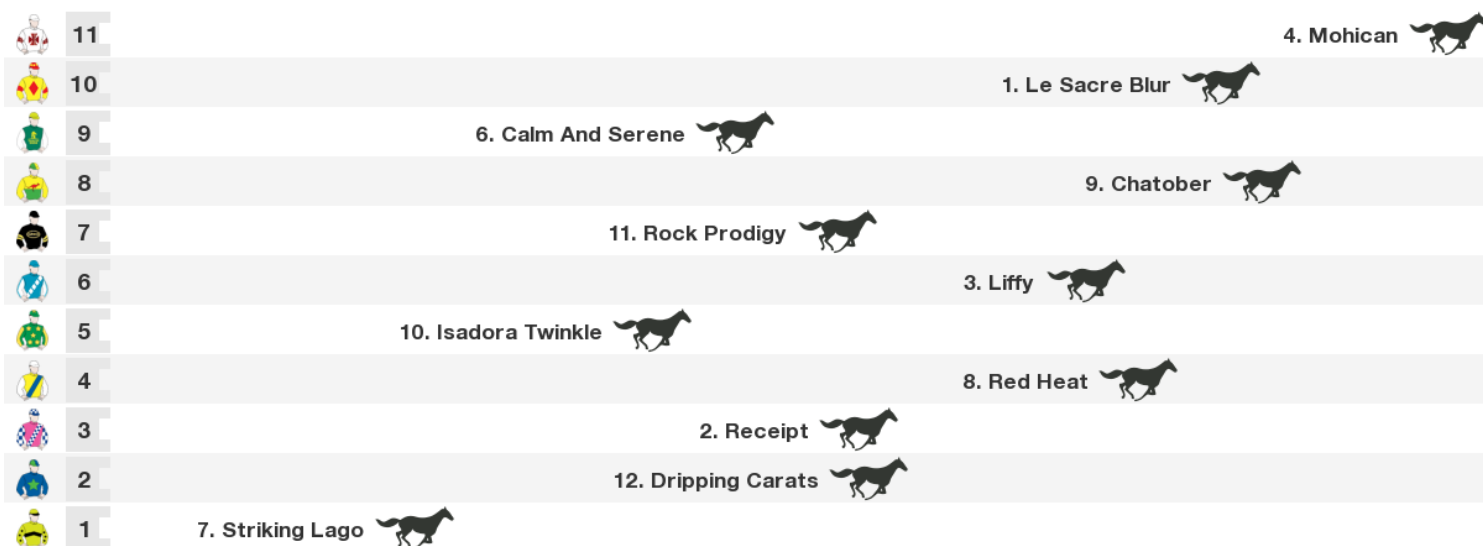 11 4. Mohican
10 1. Le Sacre Blur
9 6. Calm And Serene
8 9. Chatober
7 11. Rock Prodigy
6 3. Liffy
5 10. Isadora Twinkle
4 8. Red Heat
3 2. Receipt
2 12. Dripping Carats
1 7. Striking Lago